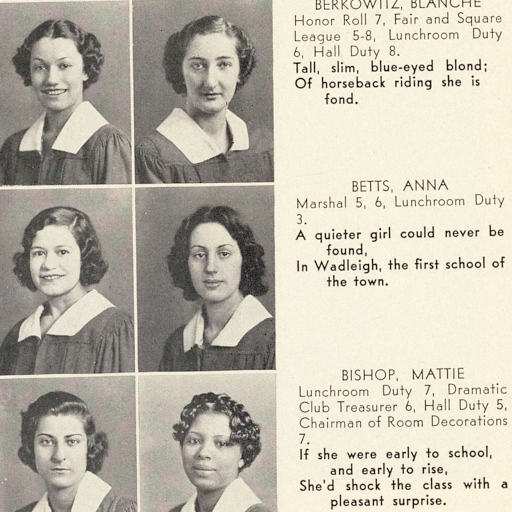 BERKOWITZ, BLANCHE
Honor Roll 7, Fair and Square
League 5-8, Lunchroom Duty
6, Hall Duty 8.
Tall, slim, blue-eyed blond;
Of horseback riding she is
fond.
BETTS, ANNA
Marshal 5, 6, Lunchroom Duty
3.
A quieter girl could never be
found,
In Wadleigh, the first school of
the town.
BISHOP, MATTIE
Lunchroom Duty 7, Dramatic
Club Treasurer 6, Hall Duty 5,
Chairman of Room Decorations
7.
If she were early to school,
and early to rise,
She'd shock the class with a
pleasant surprise.